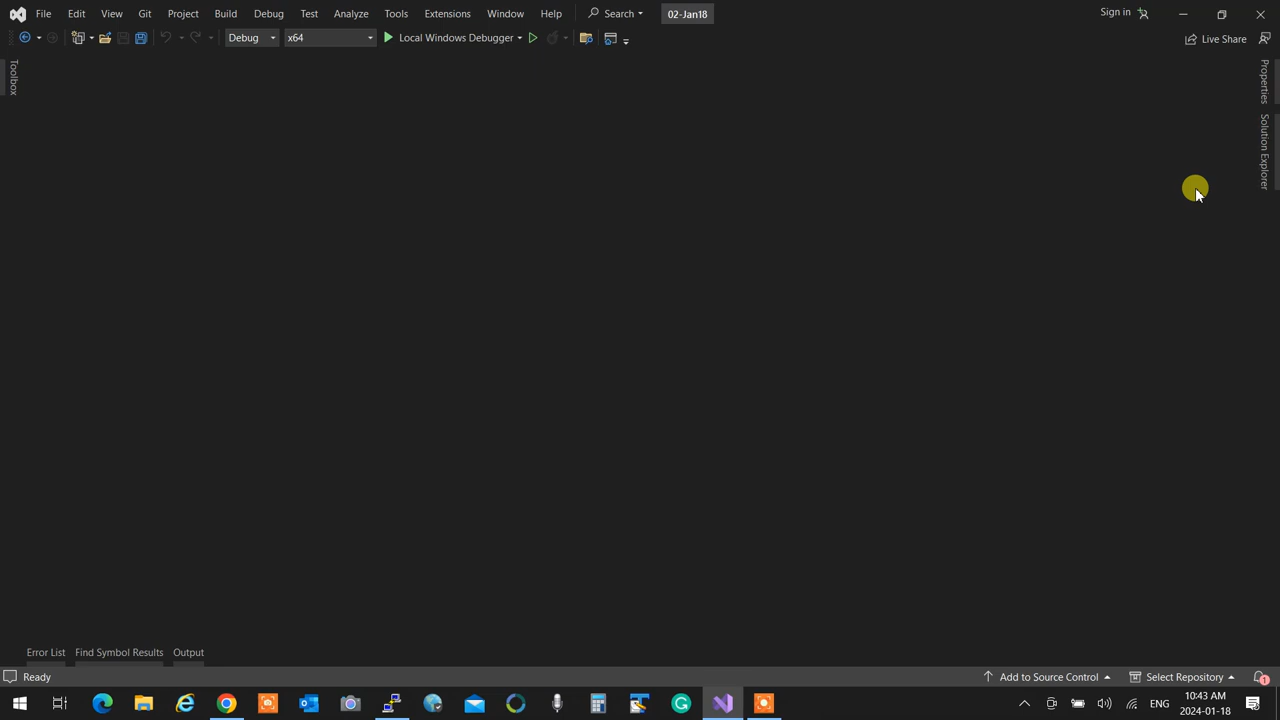 File Edit View Git Project Build Debug Test Analyze Tools Extensions Window Help Search 02-Jan18 Sign in
Debug x64 Local Windows Debugger Live Share
Toolbox
Properties
Solution Explorer
Error List Find Symbol Results Output
Ready Add to Source Control Select Repository 1
ENG 10:43 AM
2024-01-18